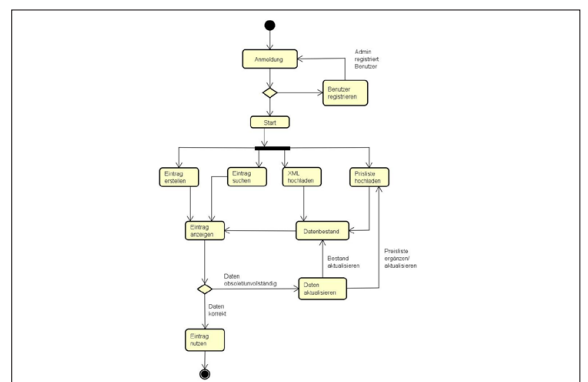 Anmeldung
Admin
registriert
Benutzer
Benutzer
registrieren
Start
Eintrag
erstellen
Eintrag
suchen
XML
hochladen
Prisliste
hochladen
Eintrag
anzeigen
Datenbestand
Bestand
aktualisieren
Preisliste
ergänzen/
aktualisieren
Daten
obsolet/unvollständig
Daten
aktualisieren
Daten
korrekt
Eintrag
nutzen